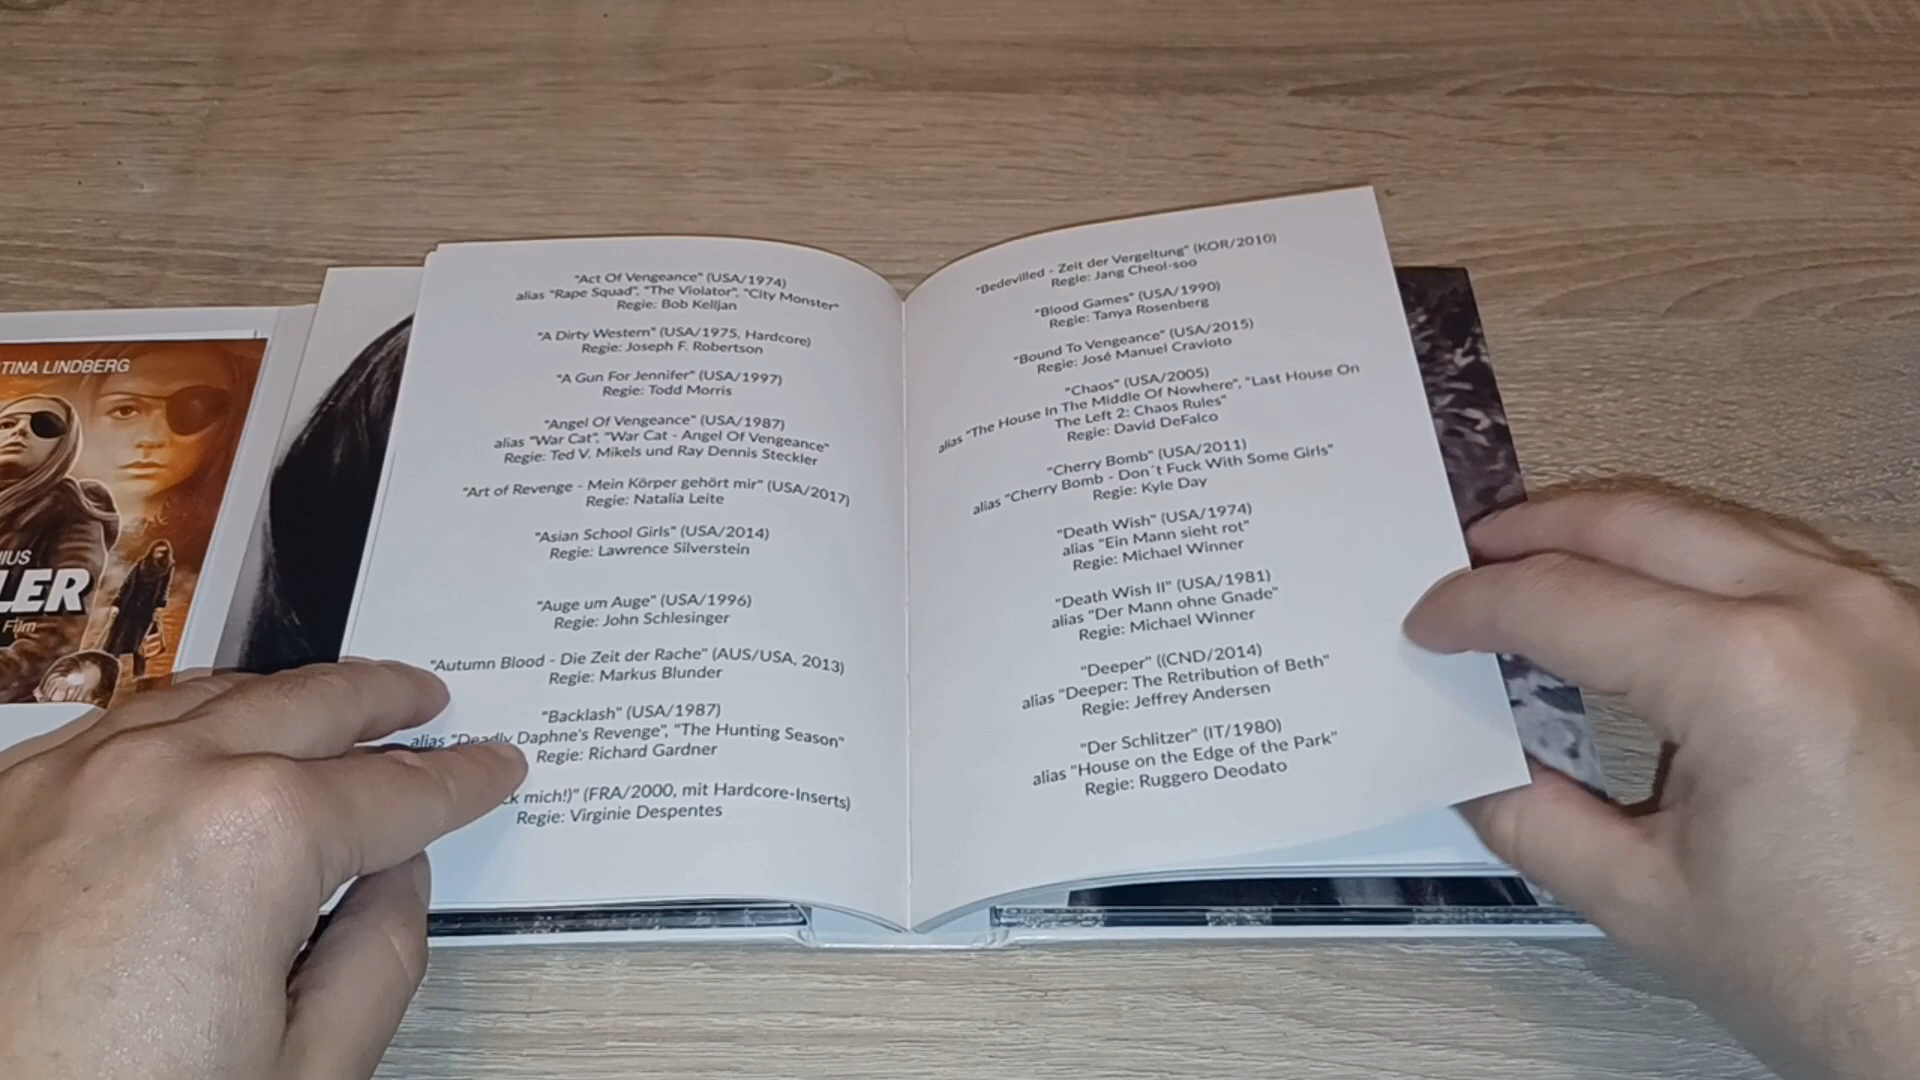 TINA LINDBERG
IUS
LER
Film
"Act Of Vengeance" (USA/1974)
alias "Rape Squad", "The Violator", "City Monster"
Regie: Bob Kelljan
"A Dirty Western" (USA/1975, Hardcore)
Regie: Joseph F. Robertson
"A Gun For Jennifer" (USA/1997)
Regie: Todd Morris
"Angel Of Vengeance" (USA/1987)
alias "War Cat", "War Cat - Angel Of Vengeance"
Regie: Ted V. Mikels und Ray Dennis Steckler
"Art of Revenge - Mein Körper gehört mir" (USA/2017)
Regie: Natalia Leite
"Asian School Girls" (USA/2014)
Regie: Lawrence Silverstein
"Auge um Auge" (USA/1996)
Regie: John Schlesinger
"Autumn Blood - Die Zeit der Rache" (AUS/USA, 2013)
Regie: Markus Blunder
"Backlash" (USA/1987)
alias "Deadly Daphne's Revenge", "The Hunting Season"
Regie: Richard Gardner
ck mich!)" (FRA/2000, mit Hardcore-Inserts)
Regie: Virginie Despentes
"Bedevilled - Zeit der Vergeltung" (KOR/2010)
Regie: Jang Cheol-soo
"Blood Games" (USA/1990)
Regie: Tanya Rosenberg
"Bound To Vengeance" (USA/2015)
Regie: José Manuel Cravioto
"Chaos" (USA/2005)
alias "The House In The Middle Of Nowhere", "Last House On
The Left 2: Chaos Rules"
Regie: David DeFalco
"Cherry Bomb" (USA/2011)
alias "Cherry Bomb - Don´t Fuck With Some Girls"
Regie: Kyle Day
"Death Wish" (USA/1974)
alias "Ein Mann sieht rot"
Regie: Michael Winner
"Death Wish II" (USA/1981)
alias "Der Mann ohne Gnade"
Regie: Michael Winner
"Deeper" ((CND/2014)
alias "Deeper: The Retribution of Beth"
Regie: Jeffrey Andersen
"Der Schlitzer" (IT/1980)
alias "House on the Edge of the Park"
Regie: Ruggero Deodato